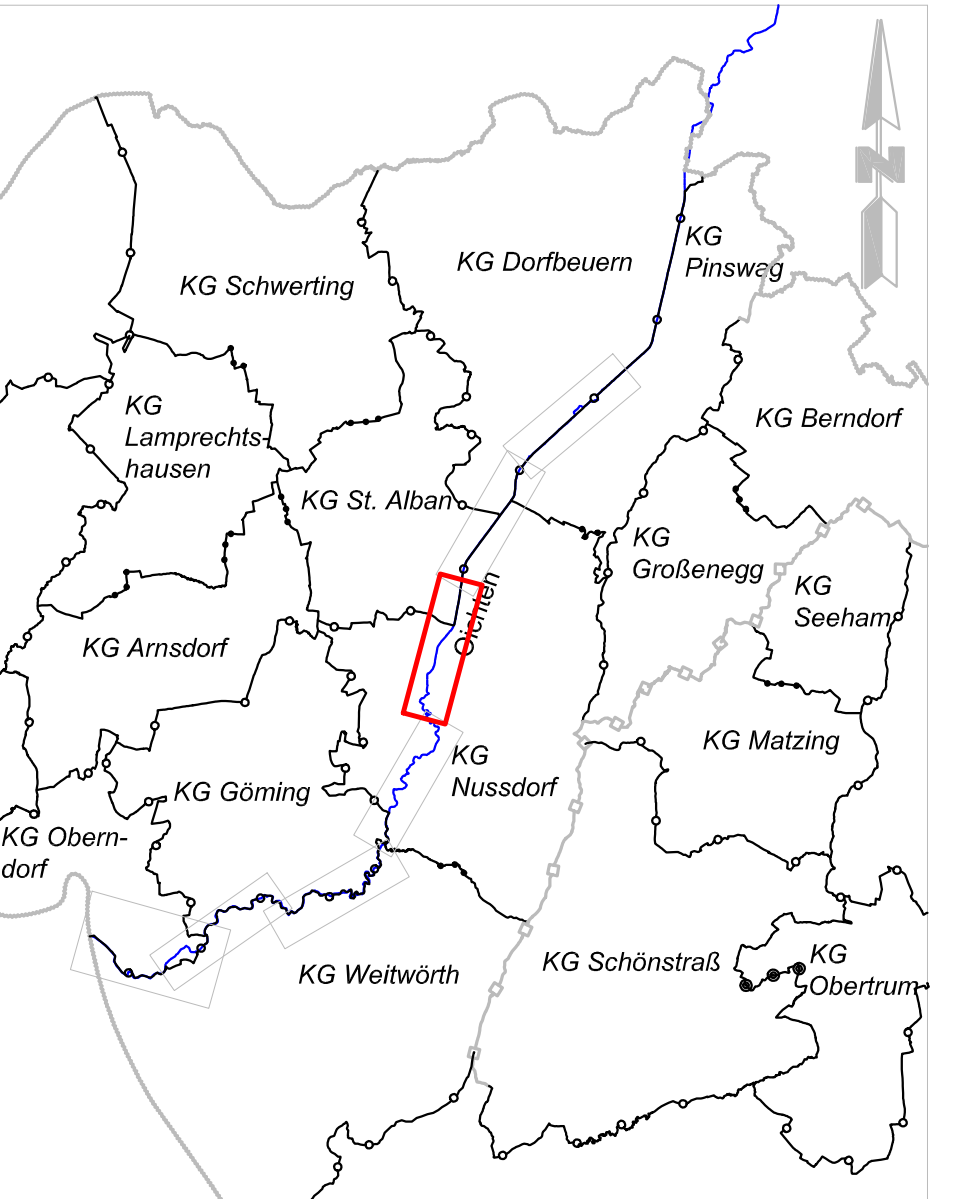 N
KG
Pinswag
KG Dorfbeuern
KG Schwerting
KG
Lamprechts-
hausen
KG Berndorf
KG St. Alban
KG
Großenegg
KG
Seeham
Oichten
KG Arnsdorf
KG Matzing
KG
Nussdorf
KG Göming
KG Obern-
dorf
KG Weitwörth
KG Schönstraß
KG
Obertrum